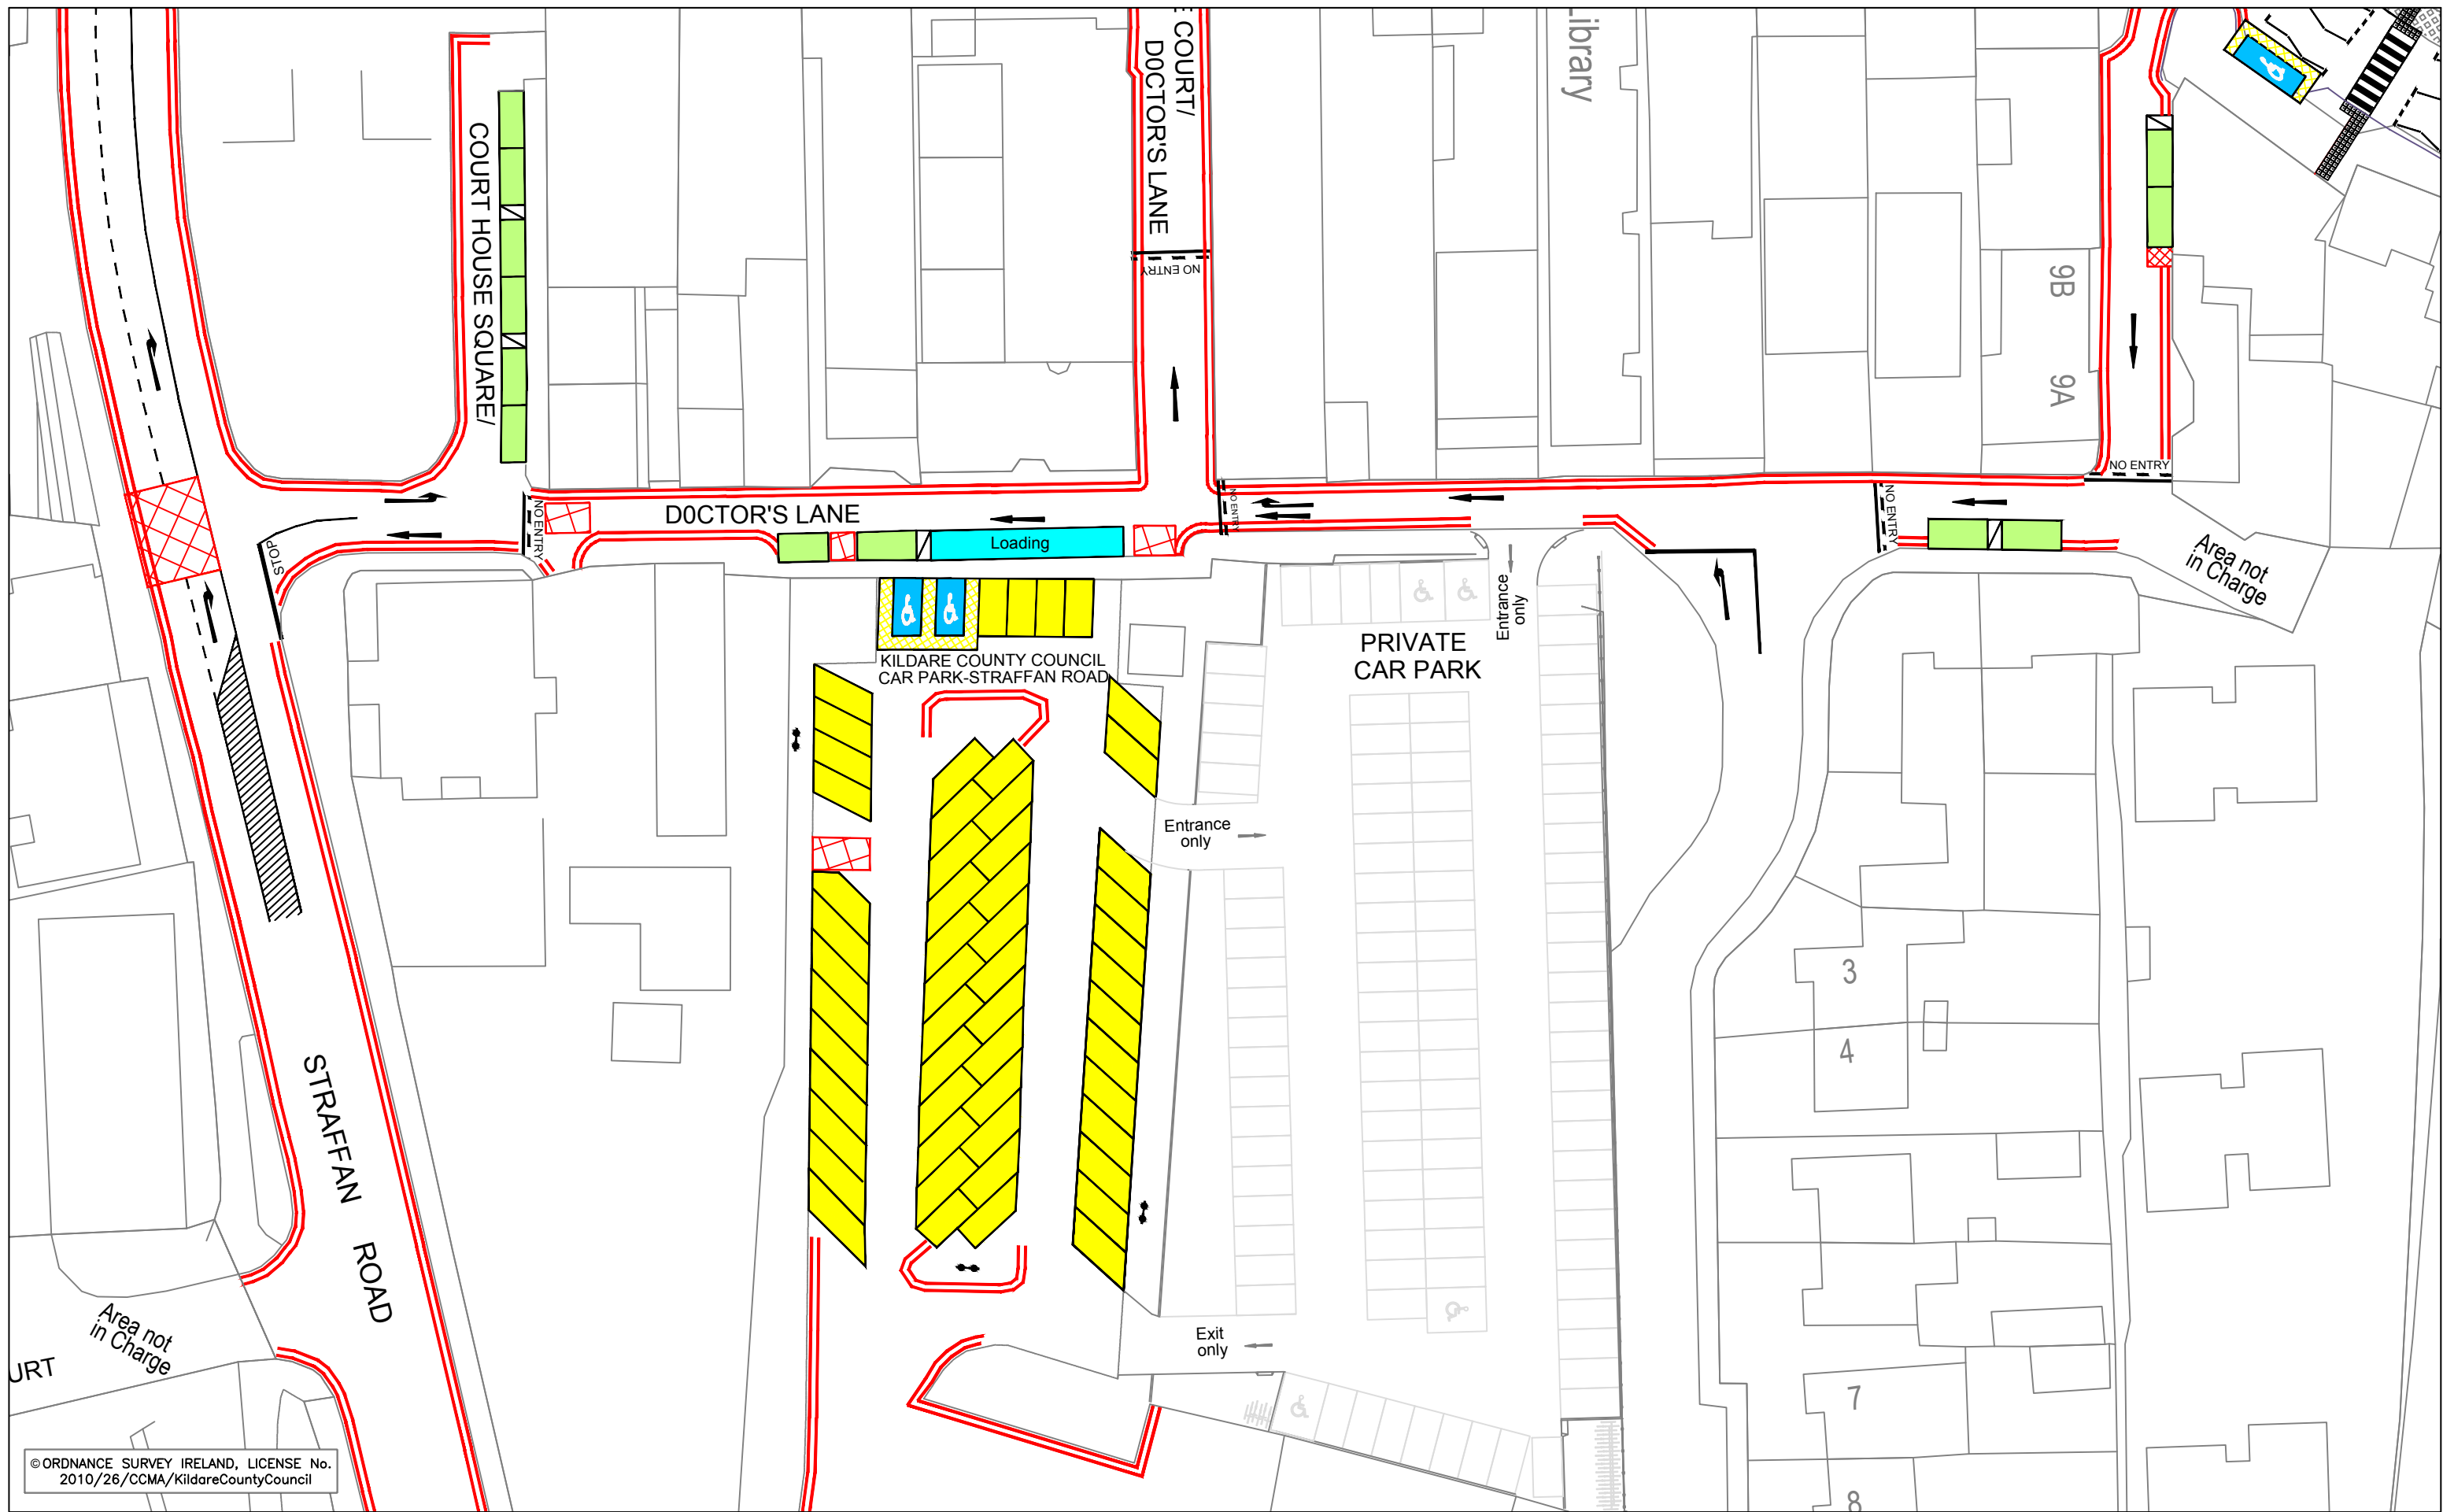 E COURT/
D0CTOR'S LANE
Library
COURT HOUSE SQUARE/
NO ENTRY
9B
9A
NO ENTRY
NO ENTRY
D0CTOR'S LANE
NO ENTRY
NO ENTRY
STOP
Loading
Area not
in Charge
Entrance
only
PRIVATE
CAR PARK
KILDARE COUNTY COUNCIL
CAR PARK-STRAFFAN ROAD
Entrance
only
3
4
STRAFFAN ROAD
Area not
in Charge
URT
Exit
only
7
8
©ORDNANCE SURVEY IRELAND, LICENSE No.
2010/26/CCMA/KildareCountyCouncil